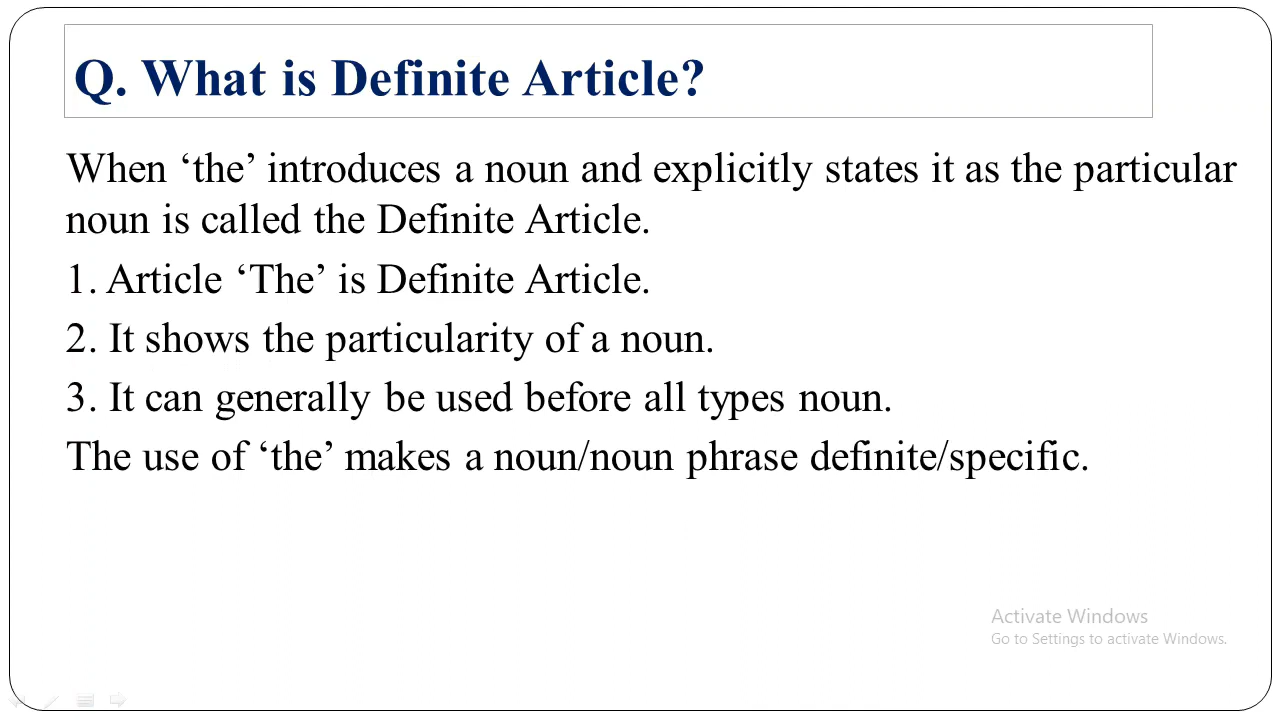 Q. What is Definite Article?
When ‘the’ introduces a noun and explicitly states it as the particular
noun is called the Definite Article.
1. Article ‘The’ is Definite Article.
2. It shows the particularity of a noun.
3. It can generally be used before all types noun.
The use of ‘the’ makes a noun/noun phrase definite/specific.
Activate Windows
Go to Settings to activate Windows.